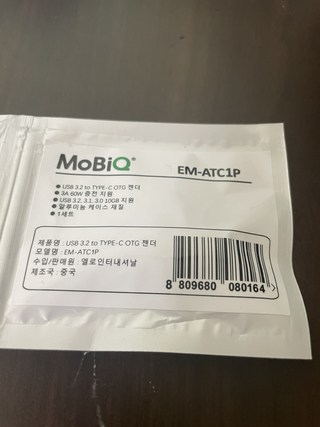 MoBiQ®
EM-ATC1P
● USB 3.2 to TYPE-C OTG 젠더
● 3A 60W 충전 지원
● USB 3.2, 3.1, 3.0 10GB 지원
● 알루미늄 케이스 재질
● 1세트
제품명 : USB 3.2 to TYPE-C OTG 젠더
모델명 : EM-ATC1P
수입/판매원 : 옐로인터내셔날
제조국 : 중국
8 809680 080164 >